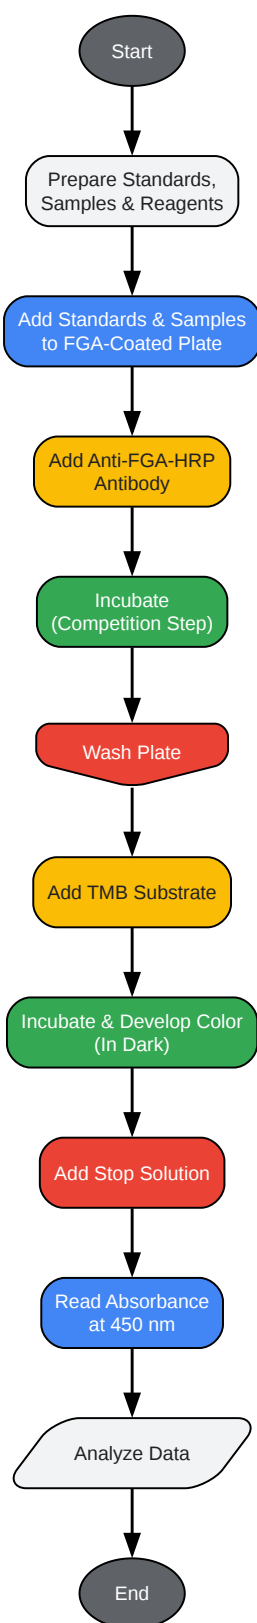 Start
Prepare Standards,
Samples & Reagents
Add Standards & Samples
to FGA-Coated Plate
Add Anti-FGA-HRP
Antibody
Incubate
(Competition Step)
Wash Plate
Add TMB Substrate
Incubate & Develop Color
(In Dark)
Add Stop Solution
Read Absorbance
at 450 nm
Analyze Data
End